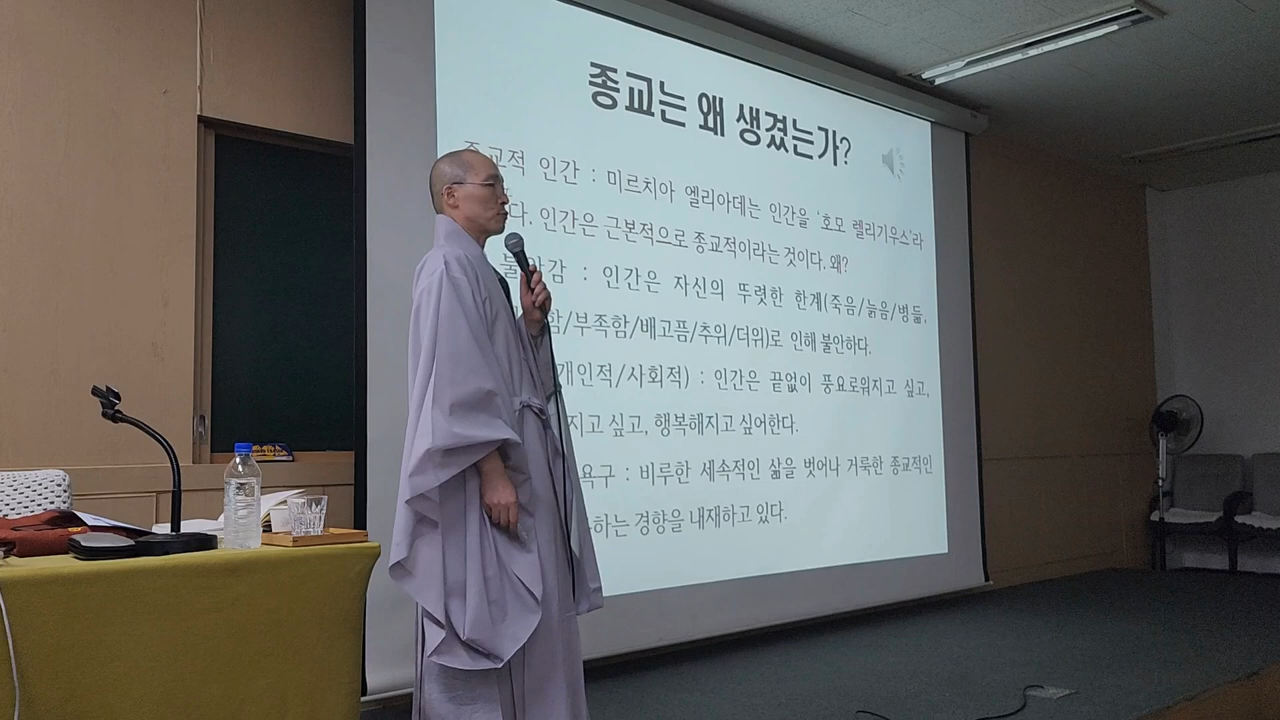 종교는 왜 생겼는가?
종교적 인간 : 미르치아 엘리아데는 인간을 '호모 렐리기우스'라
다. 인간은 근본적으로 종교적이라는 것이다. 왜?
불안감 : 인간은 자신의 뚜렷한 한계(죽음/늙음/병듦,
함/부족함/배고픔/추위/더위)로 인해 불안하다.
개인적/사회적) : 인간은 끝없이 풍요로워지고 싶고,
지고 싶고, 행복해지고 싶어한다.
욕구 : 비루한 세속적인 삶을 벗어나 거룩한 종교적인
하는 경향을 내재하고 있다.